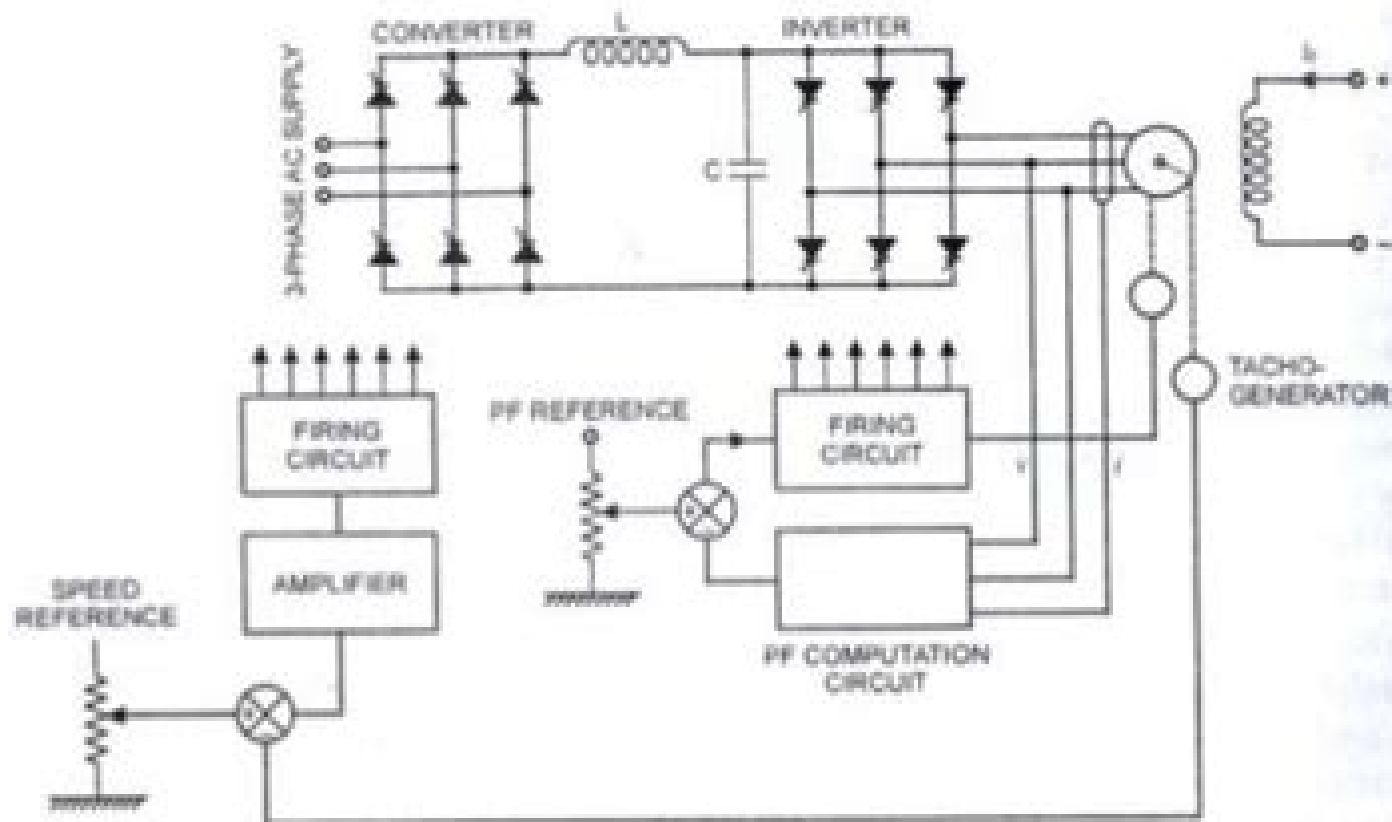 CONVERTER
L
INVERTER
3-PHASE AC SUPPLY
C
+
−
FIRING
CIRCUIT
PF REFERENCE
FIRING
CIRCUIT
TACHO-
GENERATOR
AMPLIFIER
SPEED
REFERENCE
PF COMPUTATION
CIRCUIT